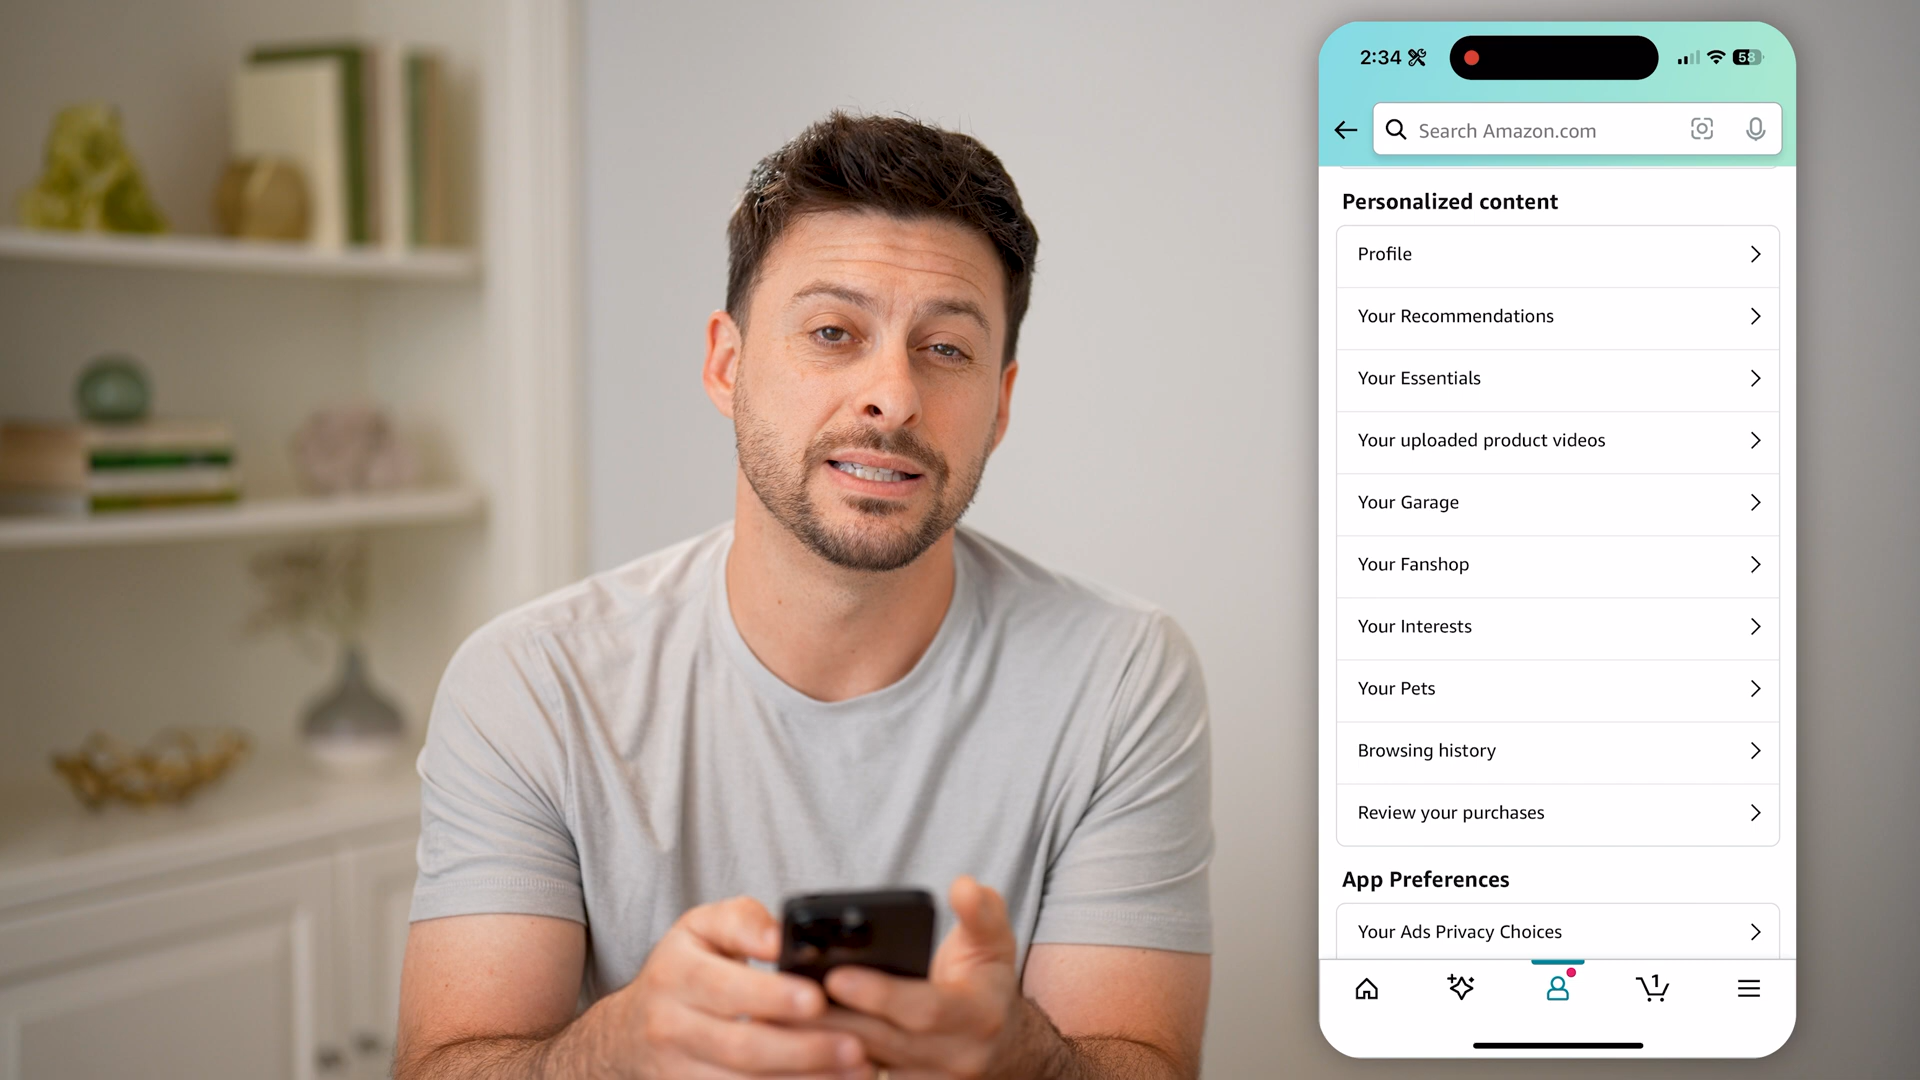 2:34
58
Search Amazon.com
Personalized content
Profile
Your Recommendations
Your Essentials
Your uploaded product videos
Your Garage
Your Fanshop
Your Interests
Your Pets
Browsing history
Review your purchases
App Preferences
Your Ads Privacy Choices
1